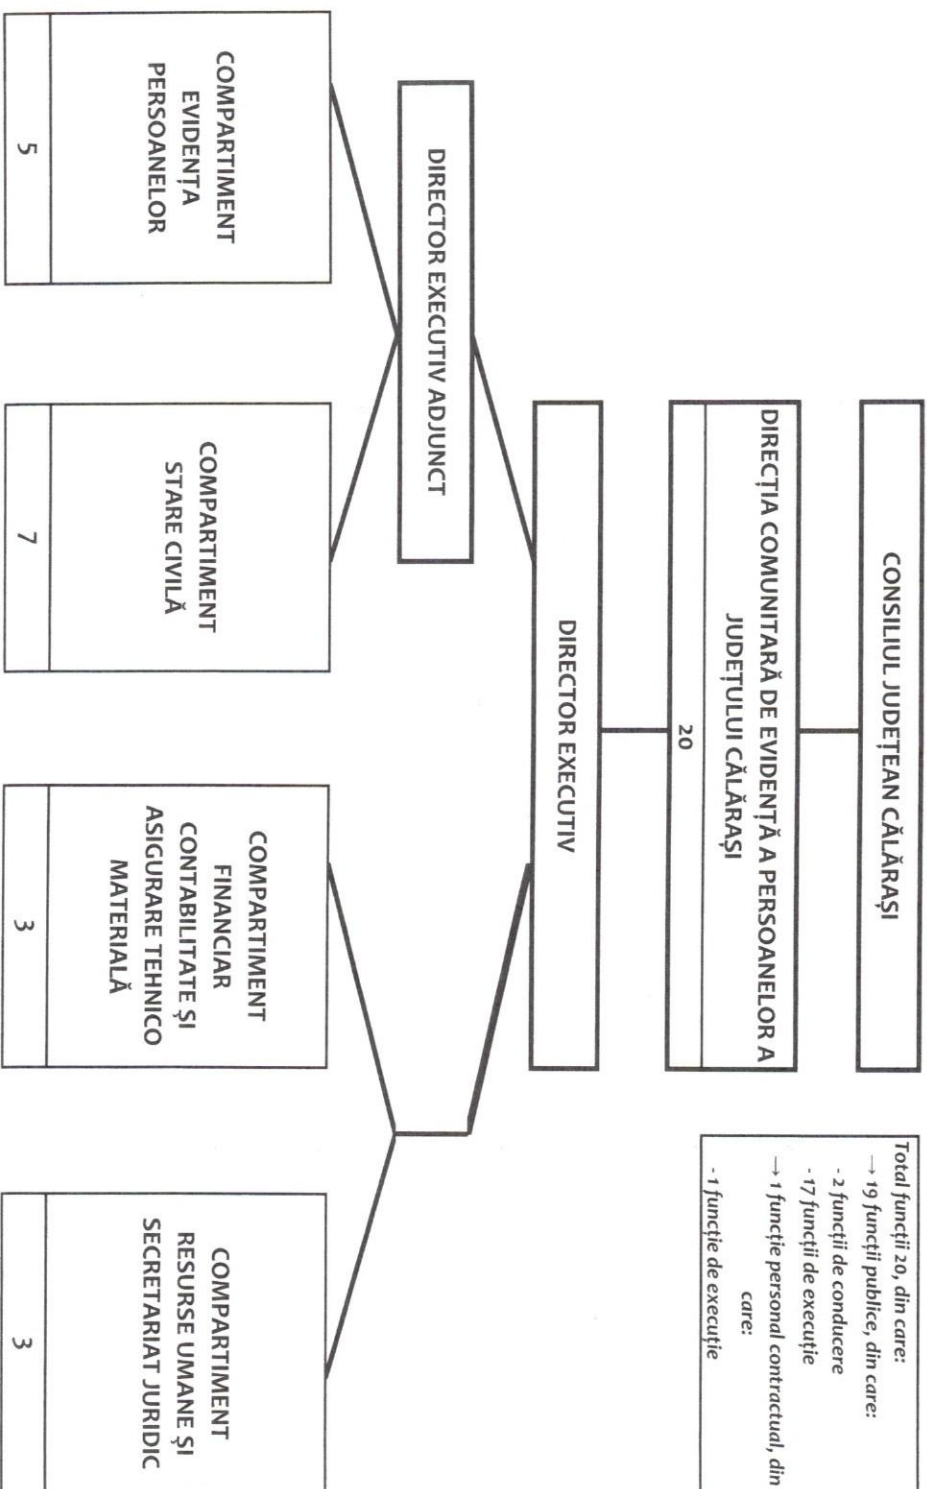 CONSILIUL JUDEȚEAN CĂLĂRAȘI
DIRECȚIA COMUNITARĂ DE EVIDENȚĂ A PERSOANELOR A
JUDEȚULUI CĂLĂRAȘI
20
Total funcții 20, din care:
→ 19 funcții publice, din care:
- 2 funcții de conducere
- 17 funcții de execuție
→ 1 funcție personal contractual, din
care:
- 1 funcție de execuție
DIRECTOR EXECUTIV
DIRECTOR EXECUTIV ADJUNCT
COMPARTIMENT
EVIDENȚA
PERSOANELOR
5
COMPARTIMENT
STARE CIVILĂ
7
COMPARTIMENT
FINANCIAR
CONTABILITATE ȘI
ASIGURARE TEHNICO
MATERIALĂ
3
COMPARTIMENT
RESURSE UMANE ȘI
SECRETARIAT JURIDIC
3